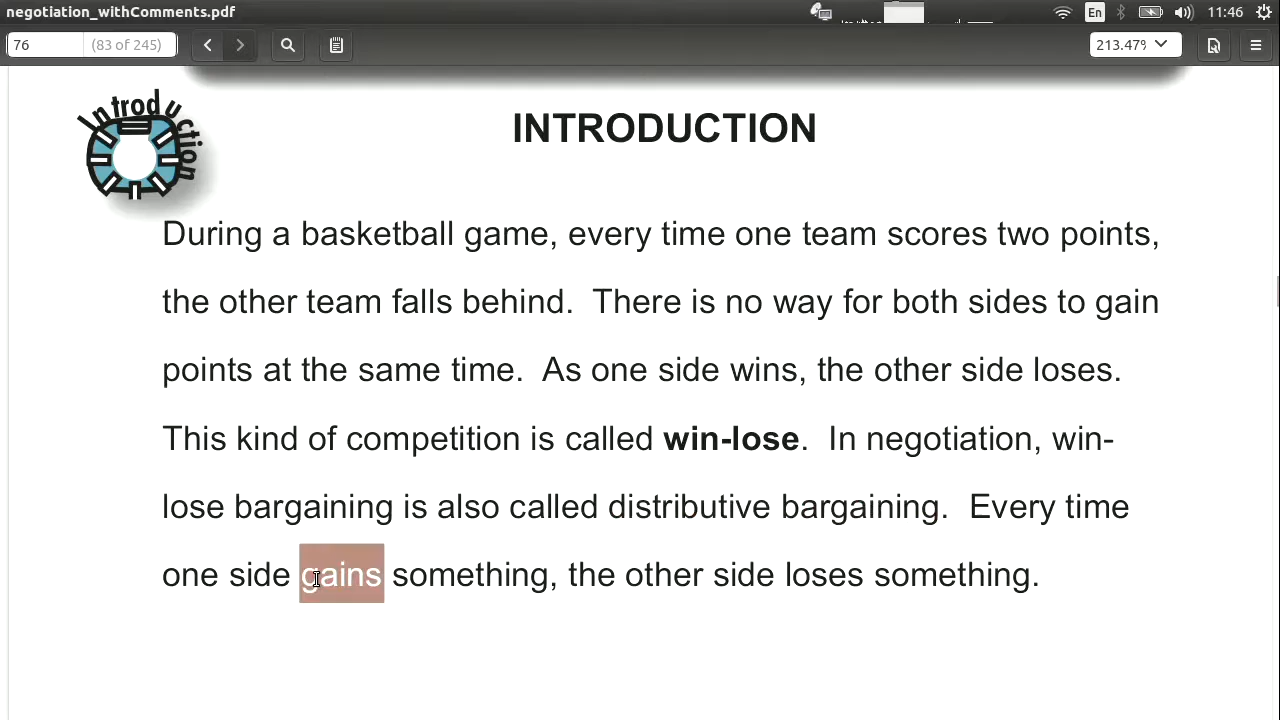 negotiation_withComments.pdf
En
11:46
76
(83 of 245)
213.47%
Introduction
INTRODUCTION
During a basketball game, every time one team scores two points,
the other team falls behind.  There is no way for both sides to gain
points at the same time.  As one side wins, the other side loses.
This kind of competition is called win-lose.  In negotiation, win-
lose bargaining is also called distributive bargaining.  Every time
one side gains something, the other side loses something.